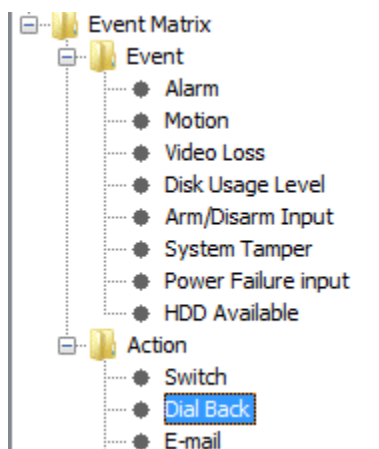 Event Matrix
Event
Alarm
Motion
Video Loss
Disk Usage Level
Arm/Disarm Input
System Tamper
Power Failure input
HDD Available
Action
Switch
Dial Back
E-mail